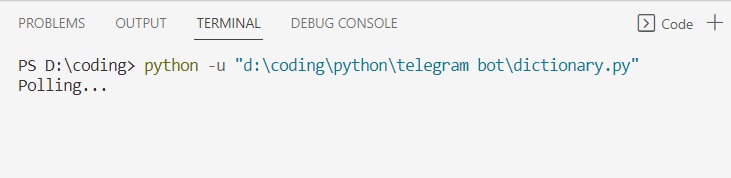 PROBLEMS OUTPUT TERMINAL DEBUG CONSOLE Code
PS D:\coding> python -u "d:\coding\python\telegram bot\dictionary.py"
Polling...